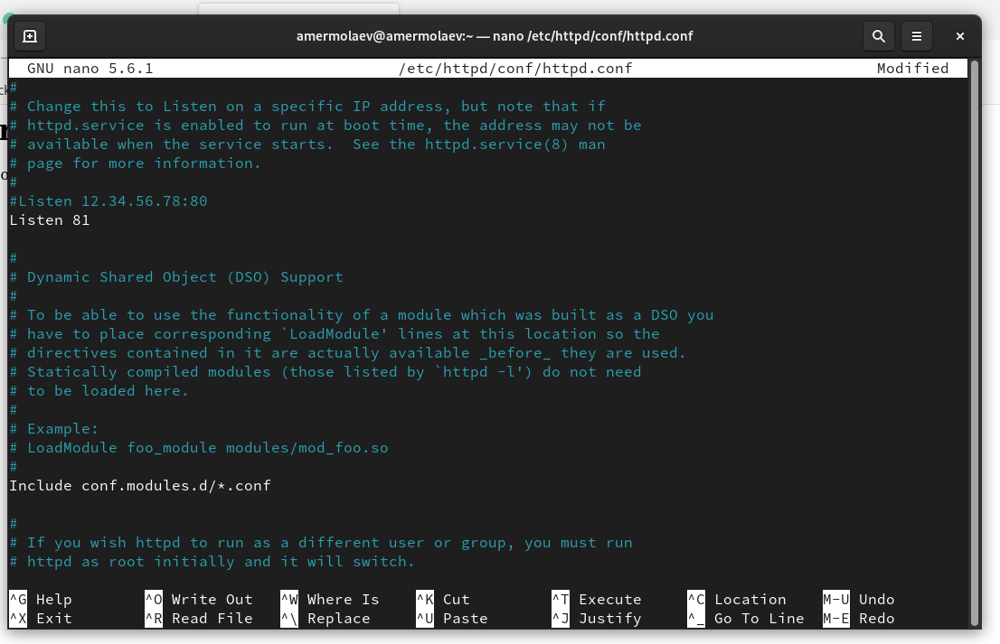 amermolaev@amermolaev:~ — nano /etc/httpd/conf/httpd.conf
GNU nano 5.6.1 /etc/httpd/conf/httpd.conf Modified
#
# Change this to Listen on a specific IP address, but note that if
# httpd.service is enabled to run at boot time, the address may not be
# available when the service starts.  See the httpd.service(8) man
# page for more information.
#
#Listen 12.34.56.78:80
Listen 81

#
# Dynamic Shared Object (DSO) Support
#
# To be able to use the functionality of a module which was built as a DSO you
# have to place corresponding `LoadModule' lines at this location so the
# directives contained in it are actually available _before_ they are used.
# Statically compiled modules (those listed by `httpd -l') do not need
# to be loaded here.
#
# Example:
# LoadModule foo_module modules/mod_foo.so
#
Include conf.modules.d/*.conf

#
# If you wish httpd to run as a different user or group, you must run
# httpd as root initially and it will switch.
^G Help ^O Write Out ^W Where Is ^K Cut ^T Execute ^C Location M-U Undo
^X Exit ^R Read File ^\ Replace ^U Paste ^J Justify ^_ Go To Line M-E Redo